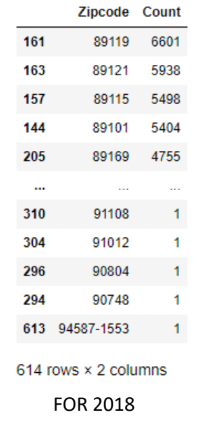 Zipcode Count
161 89119 6601
163 89121 5938
157 89115 5498
144 89101 5404
205 89169 4755
... ... ...
310 91108 1
304 91012 1
296 90804 1
294 90748 1
613 94587-1553 1
614 rows × 2 columns
FOR 2018